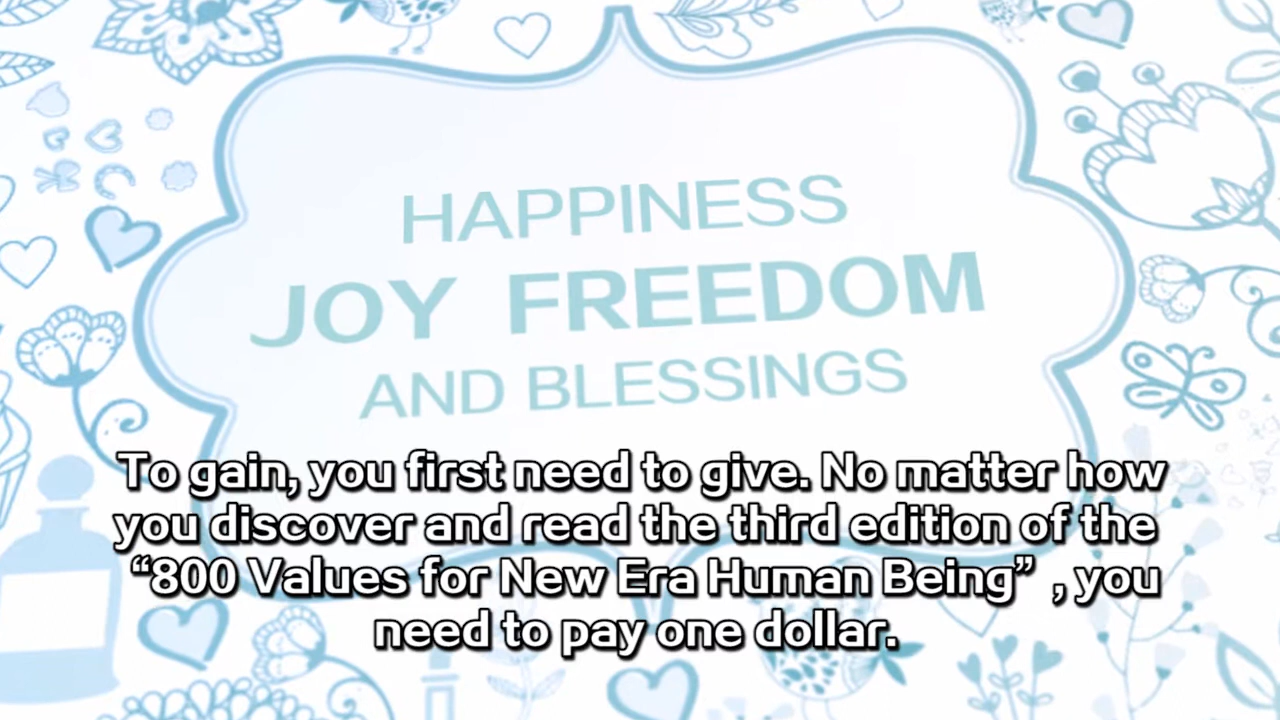 HAPPINESS
JOY FREEDOM
AND BLESSINGS
To gain, you first need to give. No matter how
you discover and read the third edition of the
“800 Values for New Era Human Being” , you
need to pay one dollar.